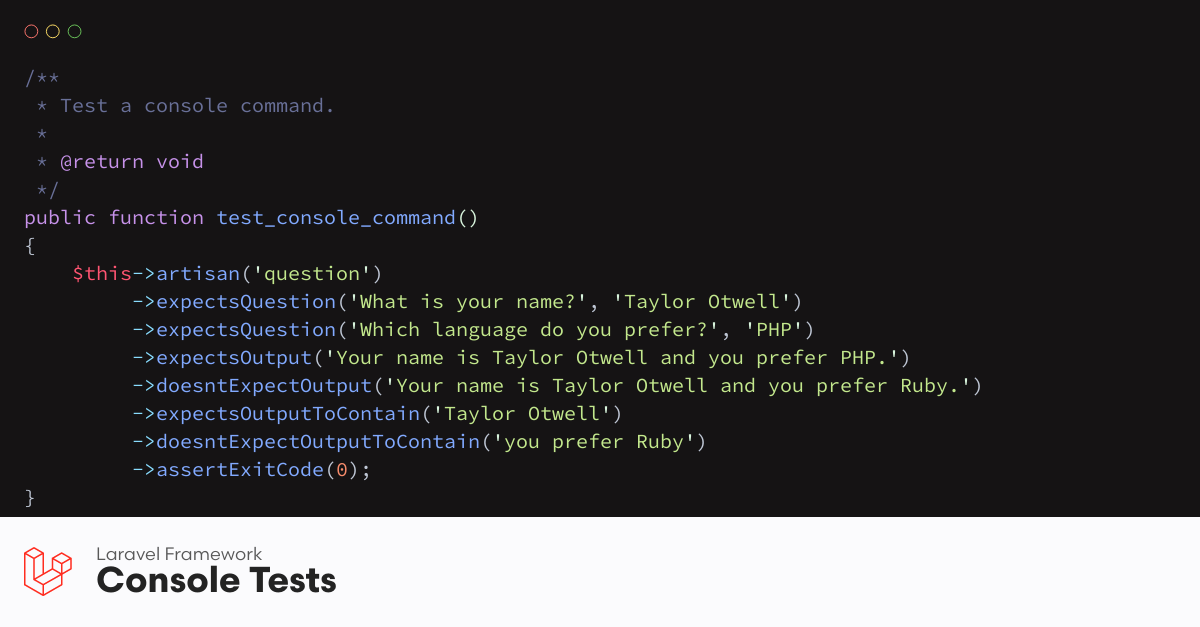 /**
 * Test a console command.
 *
 * @return void
 */
public function test_console_command()
{
    $this->artisan('question')
         ->expectsQuestion('What is your name?', 'Taylor Otwell')
         ->expectsQuestion('Which language do you prefer?', 'PHP')
         ->expectsOutput('Your name is Taylor Otwell and you prefer PHP.')
         ->doesntExpectOutput('Your name is Taylor Otwell and you prefer Ruby.')
         ->expectsOutputToContain('Taylor Otwell')
         ->doesntExpectOutputToContain('you prefer Ruby')
         ->assertExitCode(0);
}
Laravel Framework
Console Tests